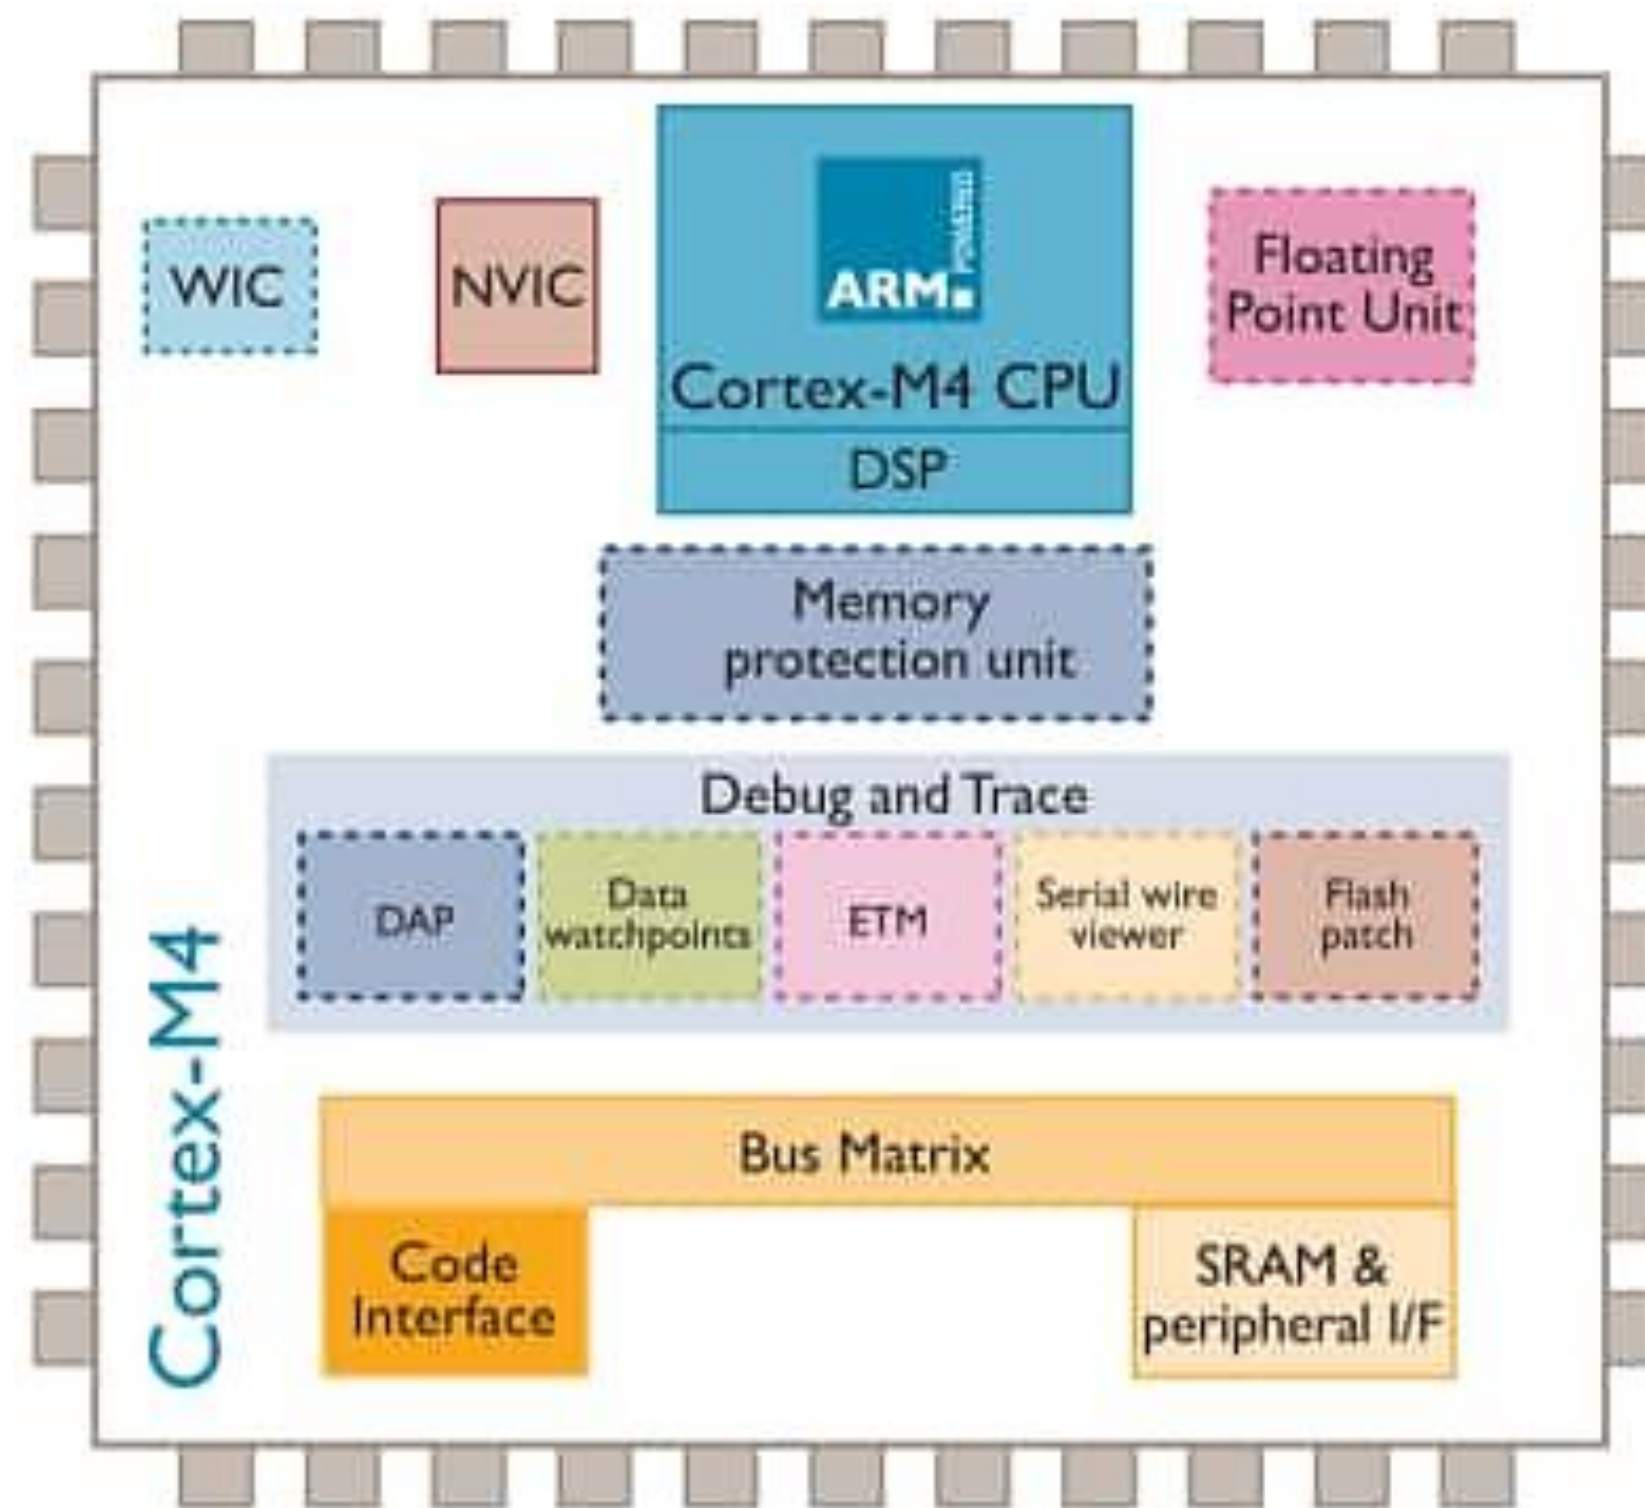 WIC
NVIC
ARM
Cortex-M4 CPU
DSP
Floating
Point Unit
Memory
protection unit
Debug and Trace
DAP
Data
watchpoints
ETM
Serial wire
viewer
Flash
patch
Cortex-M4
Bus Matrix
Code
Interface
SRAM &
peripheral I/F